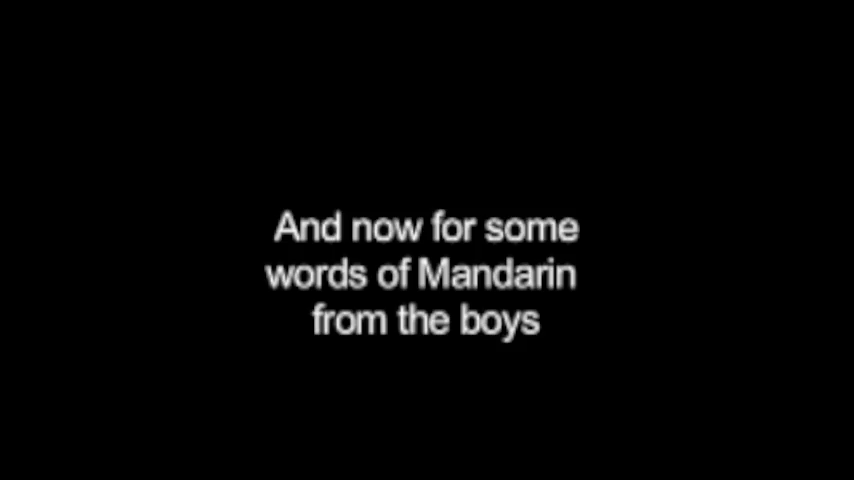 And now for some
words of Mandarin
from the boys